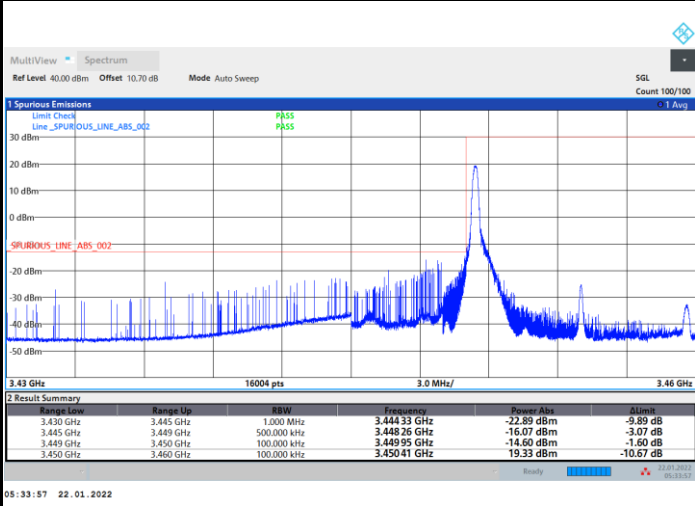 MultiView Spectrum
Ref Level 40.00 dBm Offset 10.70 dB Mode Auto Sweep SGL
Count 100/100
1 Spurious Emissions 1 Avg
Limit Check PASS
Line _SPURIOUS_LINE_ABS_002 PASS
30 dBm
20 dBm
10 dBm
0 dBm
_SPURIOUS_LINE_ABS_002
-20 dBm
-30 dBm
-40 dBm
-50 dBm
3.43 GHz 16004 pts 3.0 MHz/ 3.46 GHz
2 Result Summary
Range Low Range Up RBW Frequency Power Abs ΔLimit
3.430 GHz 3.445 GHz 1.000 MHz 3.444 33 GHz -22.89 dBm -9.89 dB
3.445 GHz 3.449 GHz 500.000 kHz 3.448 26 GHz -16.07 dBm -3.07 dB
3.449 GHz 3.450 GHz 100.000 kHz 3.449 95 GHz -14.60 dBm -1.60 dB
3.450 GHz 3.460 GHz 100.000 kHz 3.450 41 GHz 19.33 dBm -10.67 dB
Ready 22.01.2022
05:33:57
05:33:57 22.01.2022